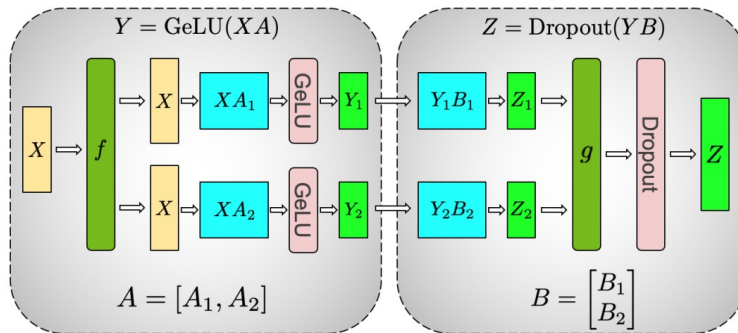 Y = GeLU(XA)
X
f
X
XA₁
GeLU
Y₁
X
XA₂
GeLU
Y₂
A = [A₁, A₂]
Z = Dropout(YB)
Y₁B₁
Z₁
Y₂B₂
Z₂
g
Dropout
Z
B = [B₁
B₂]